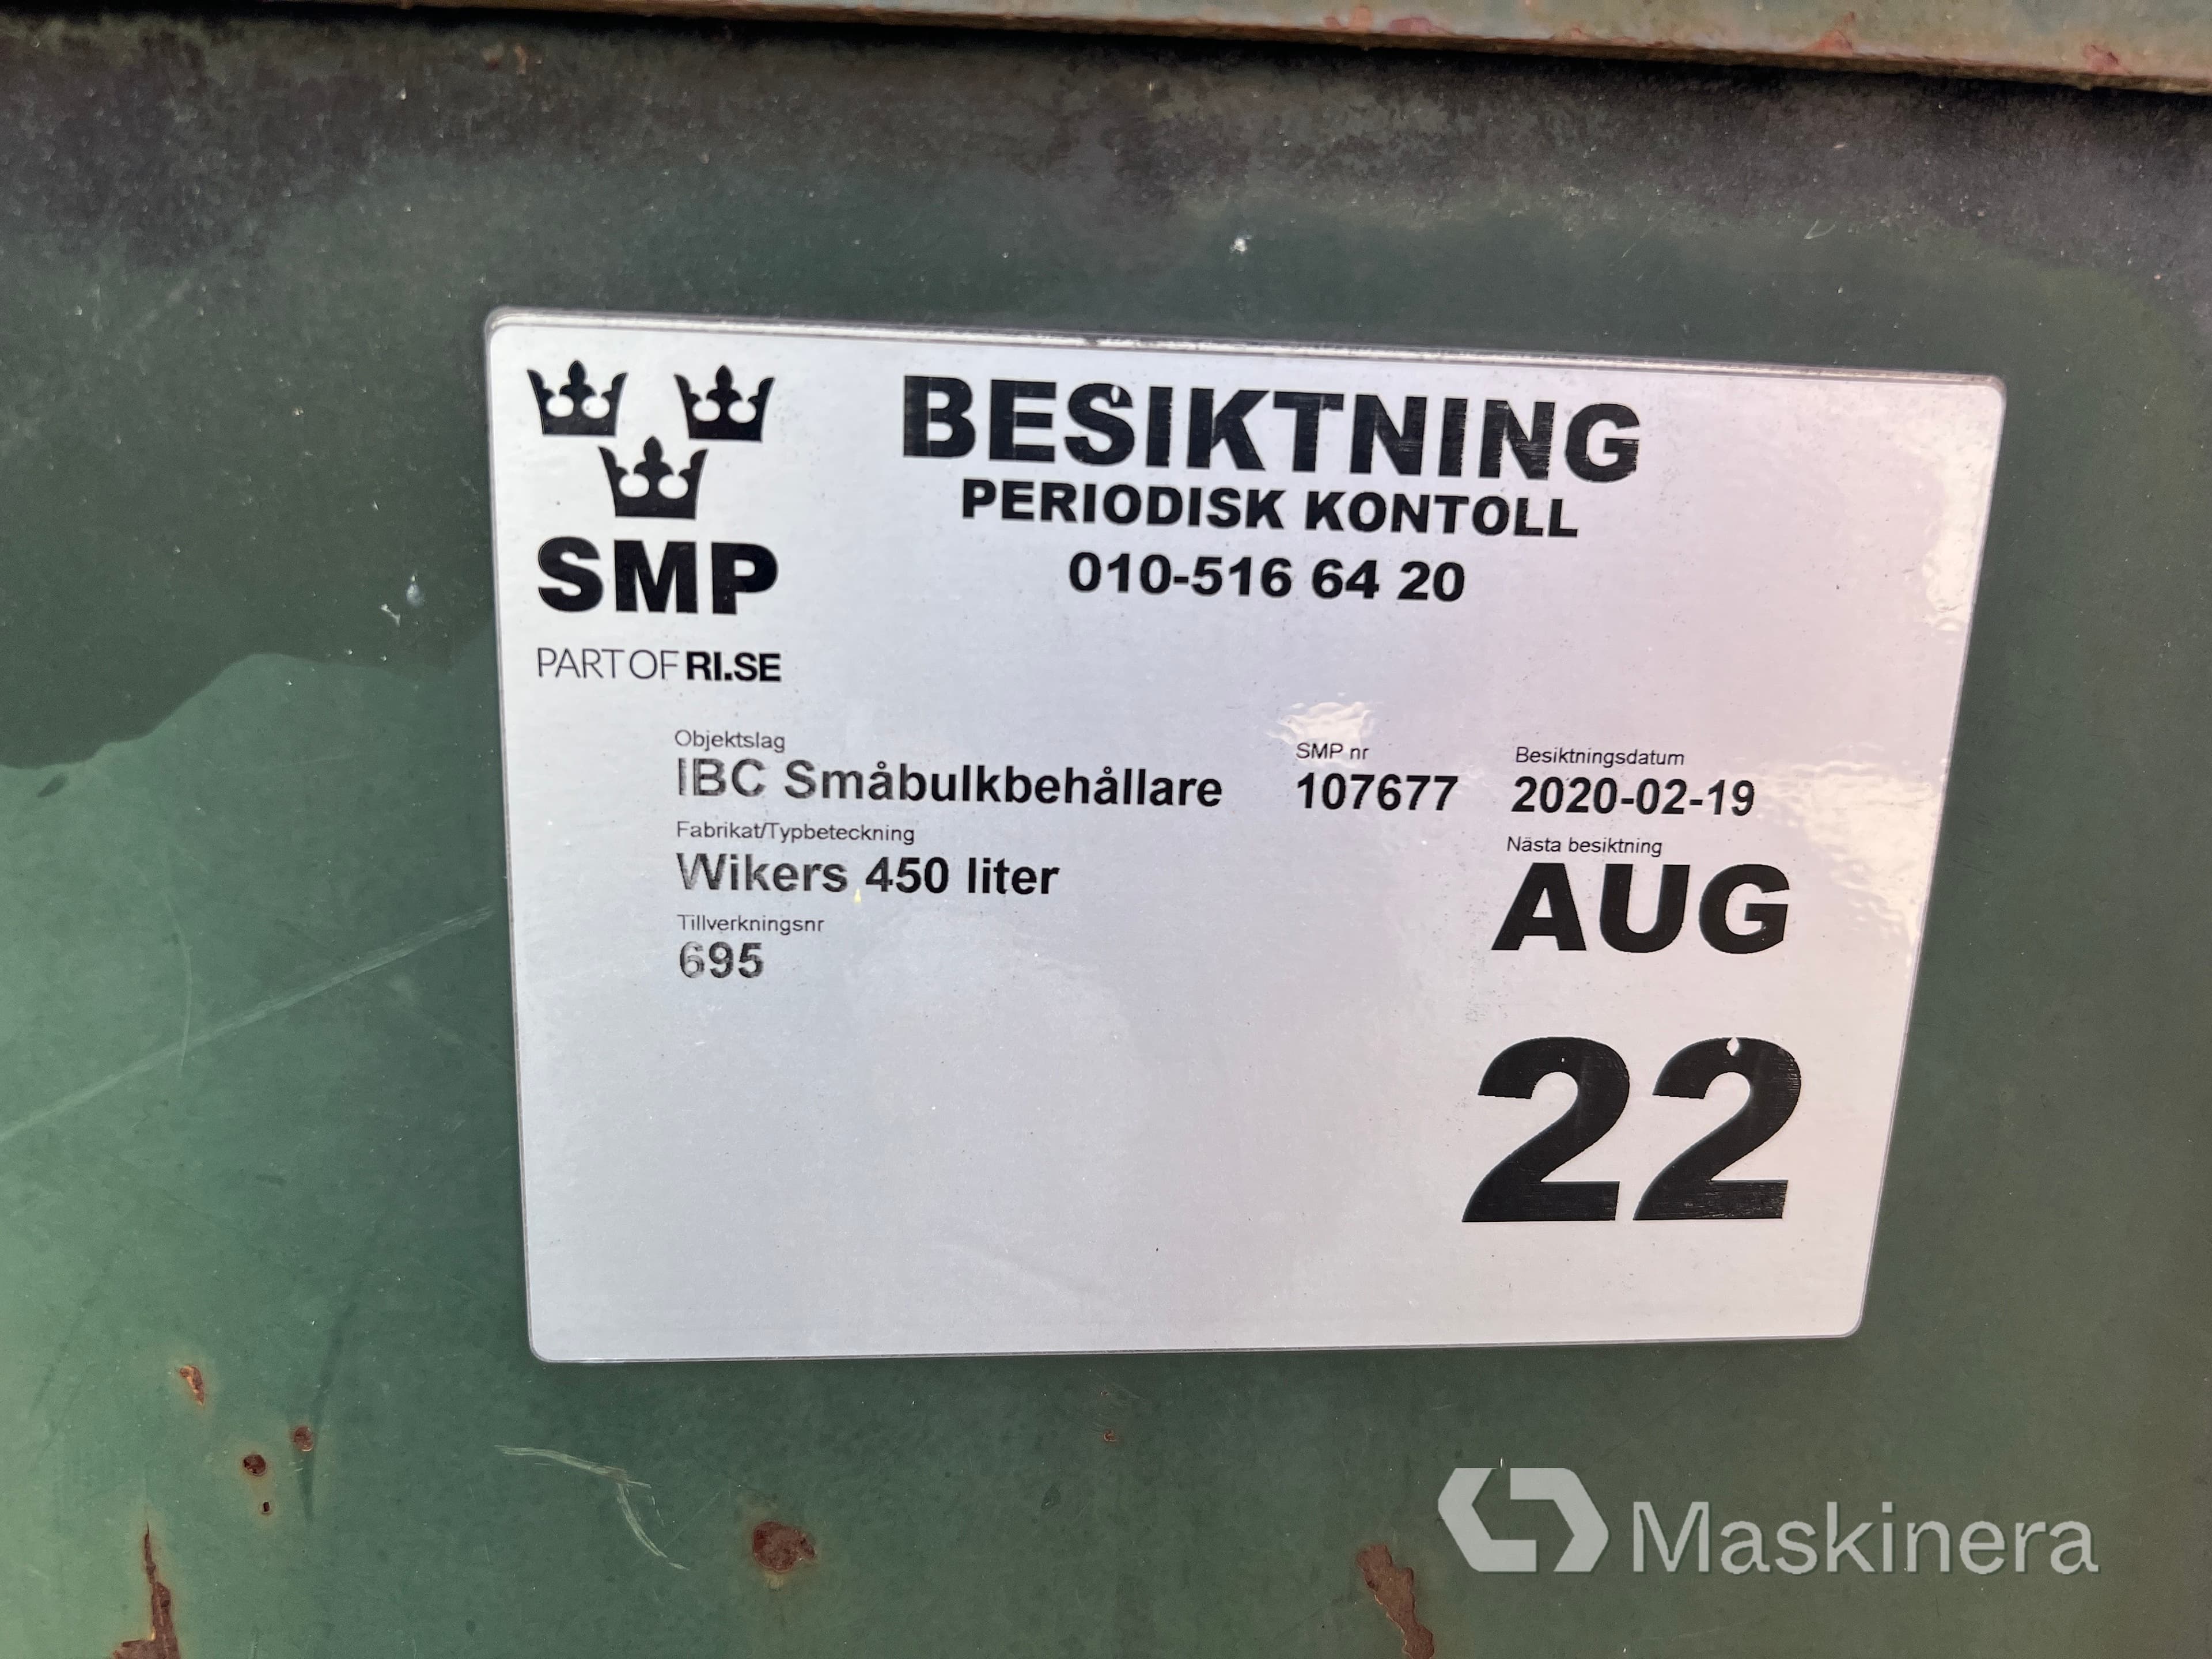 BESIKTNING
PERIODISK KONTOLL
010-516 64 20
SMP
PART OF RI.SE
Objektslag
IBC Småbulkbehållare
SMP nr
107677
Besiktningsdatum
2020-02-19
Fabrikat/Typbeteckning
Wikers 450 liter
Nästa besiktning
AUG
22
Tillverkningsnr
695
Maskinera